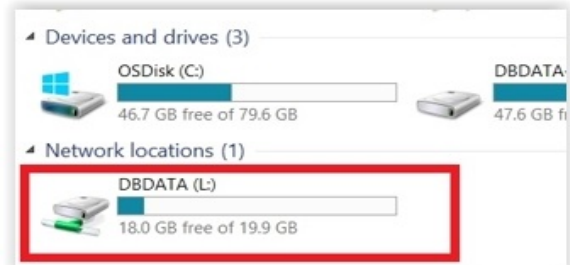 Devices and drives (3)
OSDisk (C:)
46.7 GB free of 79.6 GB
DBDATA
47.6 GB
Network locations (1)
DBDATA (L:)
18.0 GB free of 19.9 GB